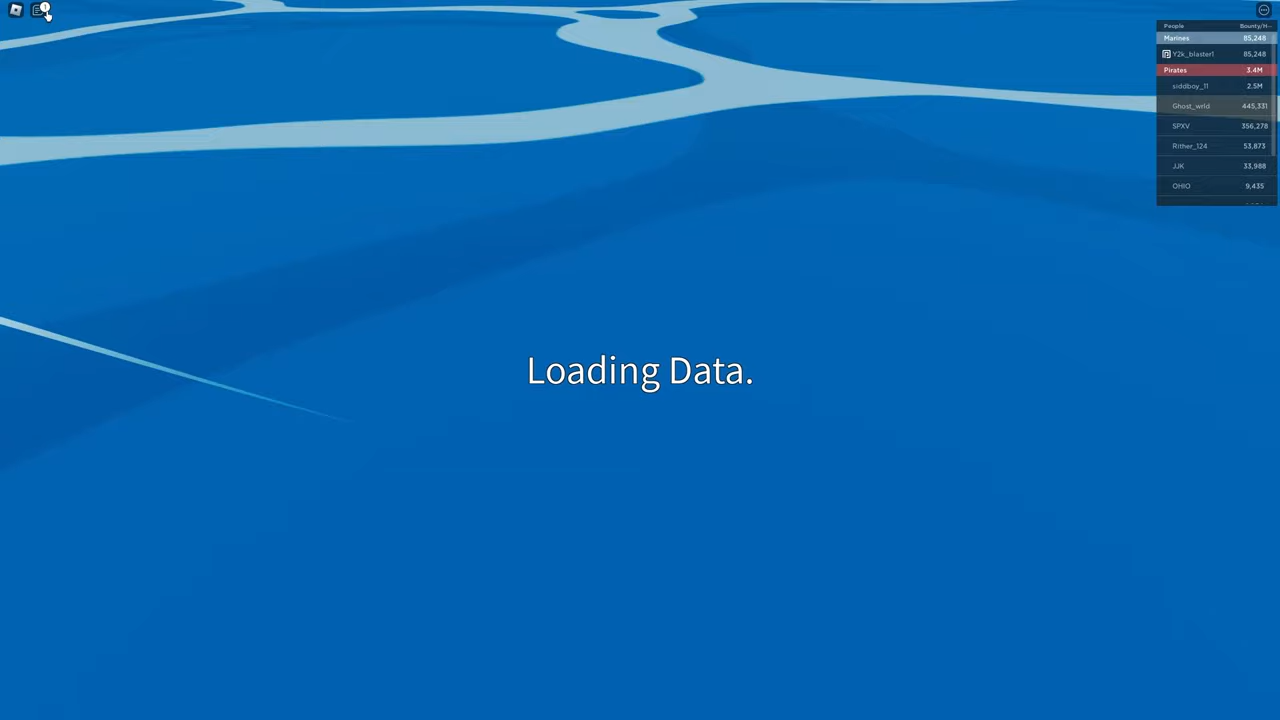 1
People Bounty/H...
Marines 85,248
Y2k_blaster1 85,248
Pirates 3.4M
siddboy_11 2.5M
Ghost_wrld 445,331
SPXV 356,278
Rither_124 53,873
JJK 33,988
OHIO 9,435
Loading Data.